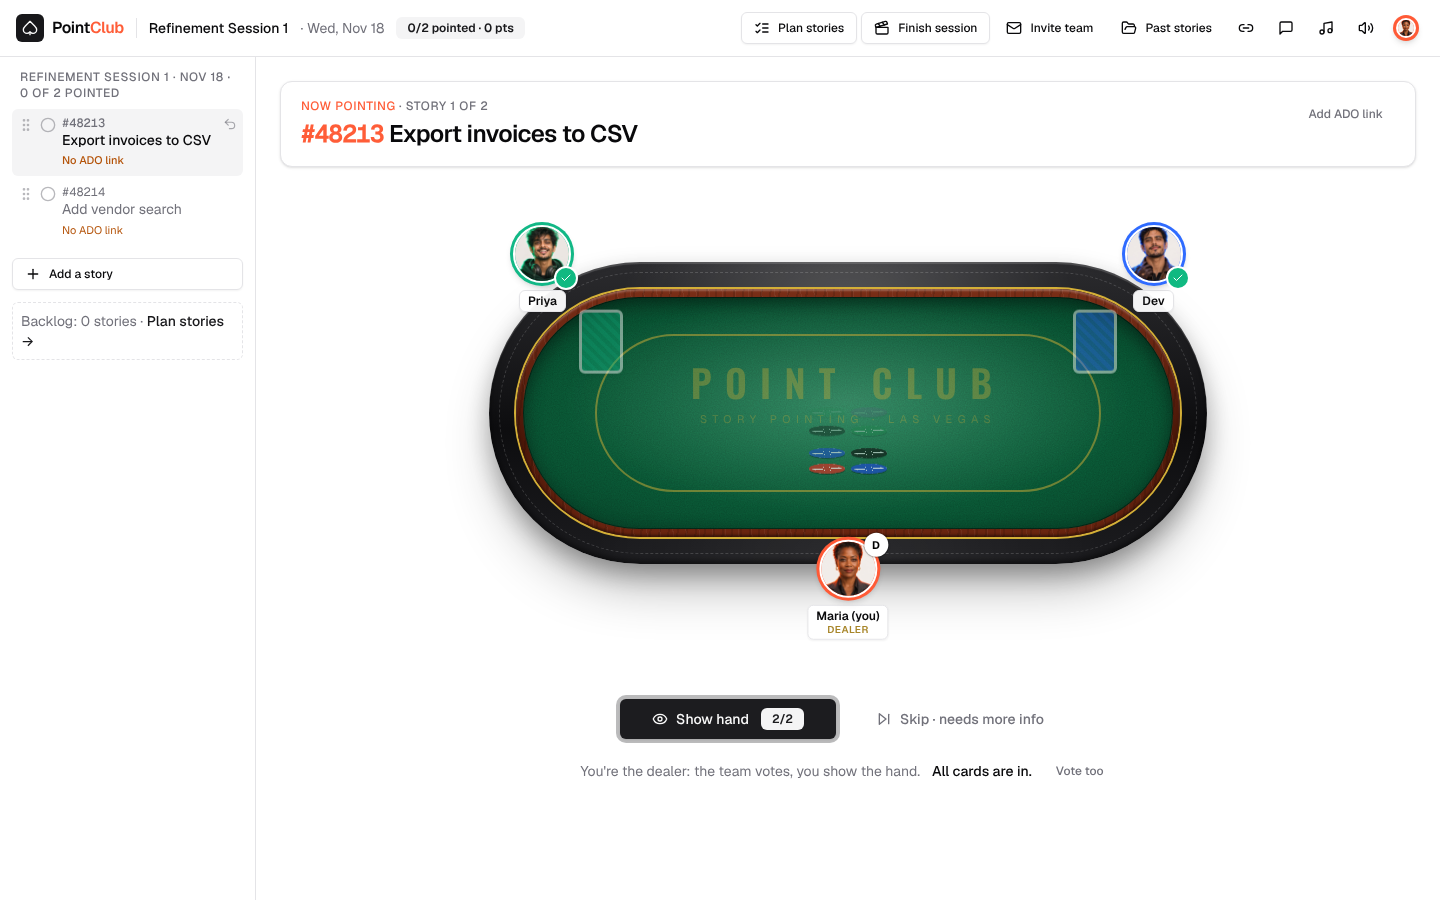 PointClub
Refinement Session 1 · Wed, Nov 18
0/2 pointed · 0 pts
Plan stories
Finish session
Invite team
Past stories
REFINEMENT SESSION 1 · NOV 18 ·
0 OF 2 POINTED
#48213
Export invoices to CSV
No ADO link
#48214
Add vendor search
No ADO link
Add a story
Backlog: 0 stories · Plan stories
→
NOW POINTING · STORY 1 OF 2
#48213 Export invoices to CSV
Add ADO link
Priya
Dev
POINT CLUB
STORY POINTING LAS VEGAS
D
Maria (you)
DEALER
Show hand 2/2
Skip · needs more info
You're the dealer: the team votes, you show the hand. All cards are in. Vote too